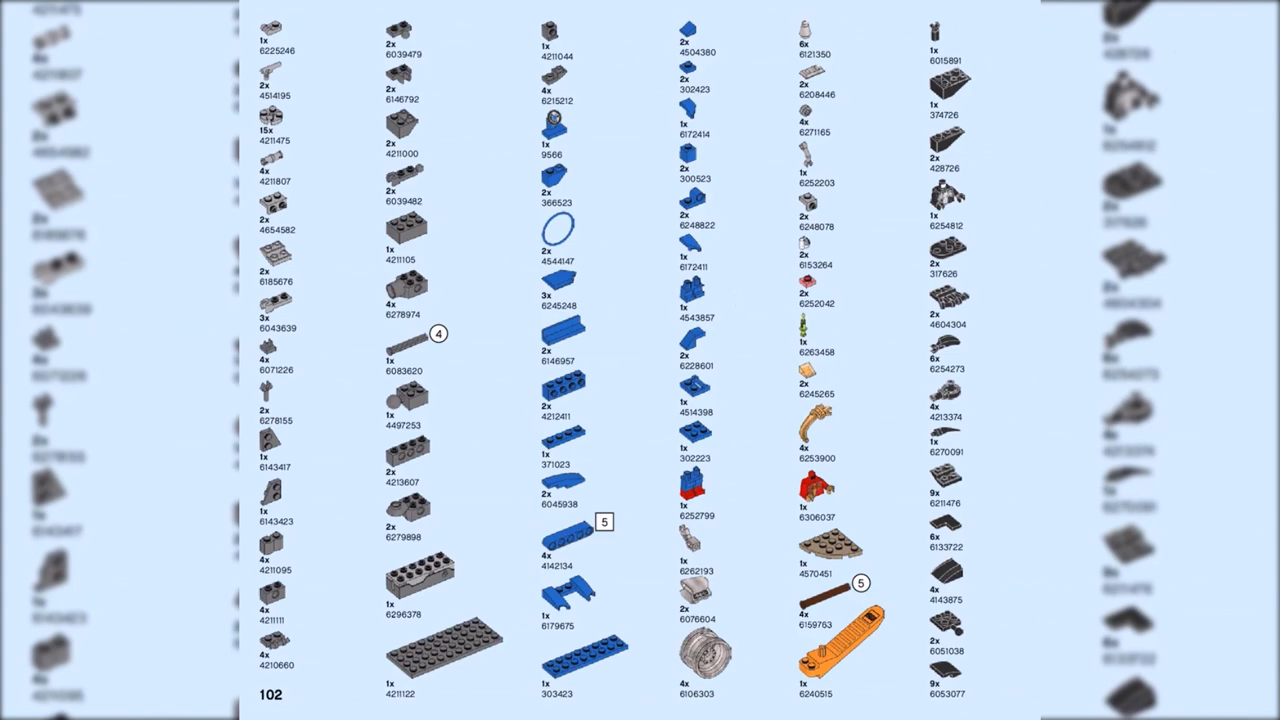 1x
6225246
2x
4514195
15x
4211475
4x
4211807
2x
4654582
2x
6185676
3x
6043639
4x
6071226
2x
6278155
1x
6143417
1x
6143423
4x
4211095
4x
4211111
4x
4210660
102
2x
6039479
2x
6146792
2x
4211000
2x
6039482
1x
4211105
4x
6278974
4
1x
6083620
1x
4497253
2x
4213607
2x
6279898
1x
6296378
1x
4211122
1x
4211044
4x
6215212
1x
9566
2x
366523
2x
4544147
3x
6245248
2x
6146957
2x
4212411
1x
371023
2x
6045938
5
4x
4142134
1x
6179675
1x
303423
2x
4504380
2x
302423
1x
6172414
2x
300523
2x
6248822
1x
6172411
1x
4543857
2x
6228601
1x
4514398
1x
302223
1x
6252799
1x
6262193
2x
6076604
4x
6106303
6x
6121350
2x
6208446
4x
6271165
1x
6252203
2x
6248078
2x
6153264
2x
6252042
1x
6263458
2x
6245265
4x
6253900
1x
6306037
1x
4570451
5
4x
6159763
1x
6240515
1x
6015891
1x
374726
2x
428726
1x
6254812
2x
317626
2x
4604304
6x
6254273
4x
4213374
1x
6270091
9x
6211476
6x
6133722
4x
4143875
2x
6051038
9x
6053077